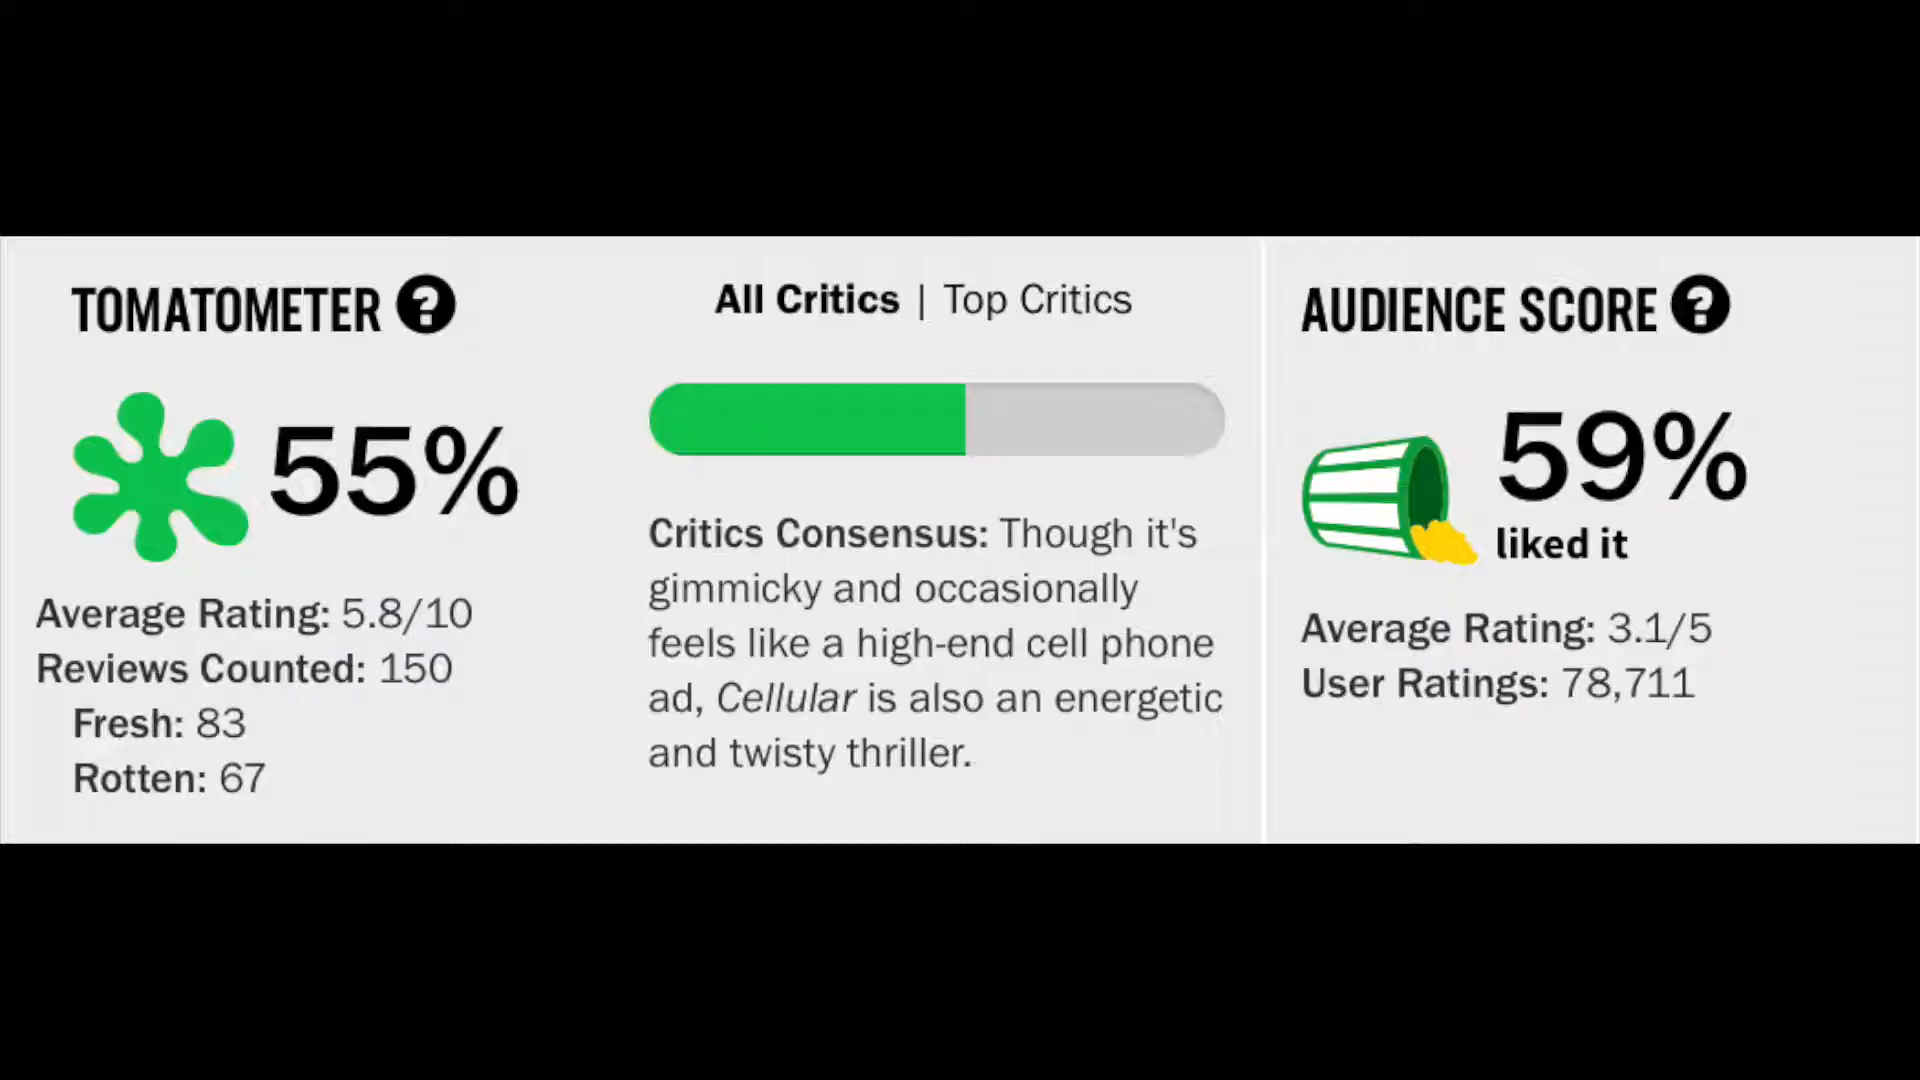 TOMATOMETER ?
55%
Average Rating: 5.8/10
Reviews Counted: 150
Fresh: 83
Rotten: 67
All Critics | Top Critics
Critics Consensus: Though it's
gimmicky and occasionally
feels like a high-end cell phone
ad, Cellular is also an energetic
and twisty thriller.
AUDIENCE SCORE ?
59%
liked it
Average Rating: 3.1/5
User Ratings: 78,711